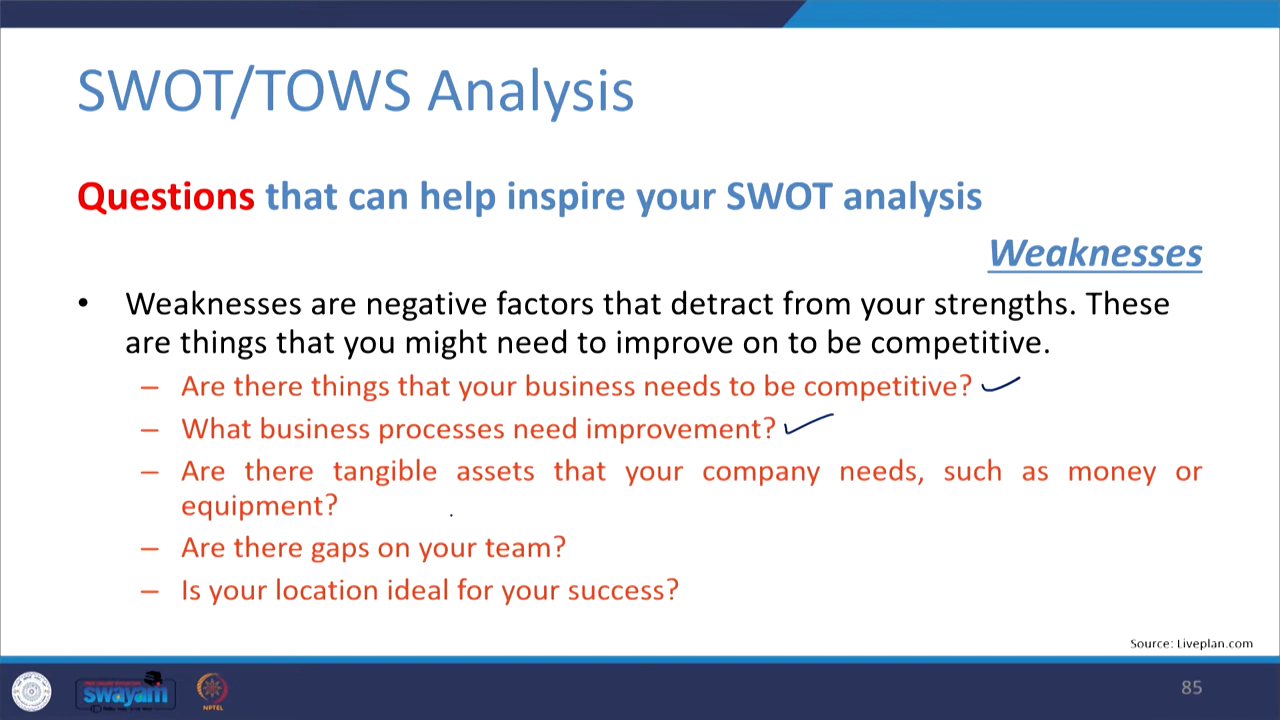 SWOT/TOWS Analysis
Questions that can help inspire your SWOT analysis
Weaknesses
• Weaknesses are negative factors that detract from your strengths. These
are things that you might need to improve on to be competitive.
– Are there things that your business needs to be competitive?
– What business processes need improvement?
– Are there tangible assets that your company needs, such as money or
equipment?
– Are there gaps on your team?
– Is your location ideal for your success?
Source: Liveplan.com
swayam
NPTEL
85